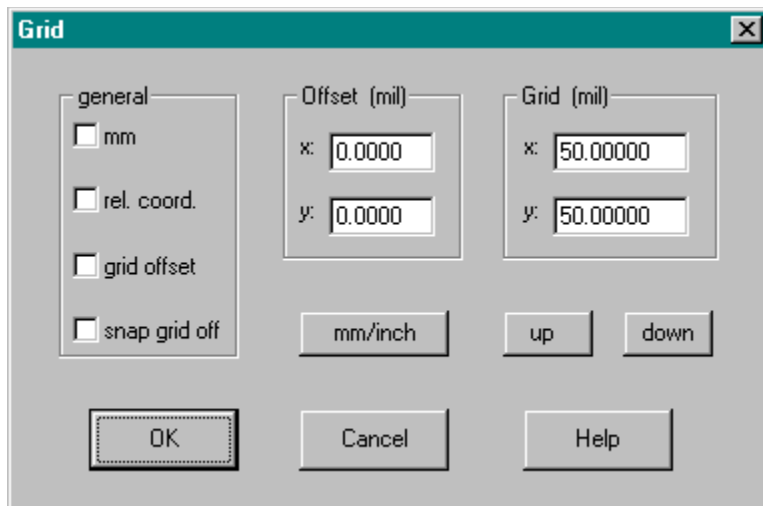 Grid
general
mm
rel. coord.
grid offset
snap grid off
Offset (mil)
x: 0.0000
y: 0.0000
Grid (mil)
x: 50.00000
y: 50.00000
mm/inch
up
down
OK
Cancel
Help